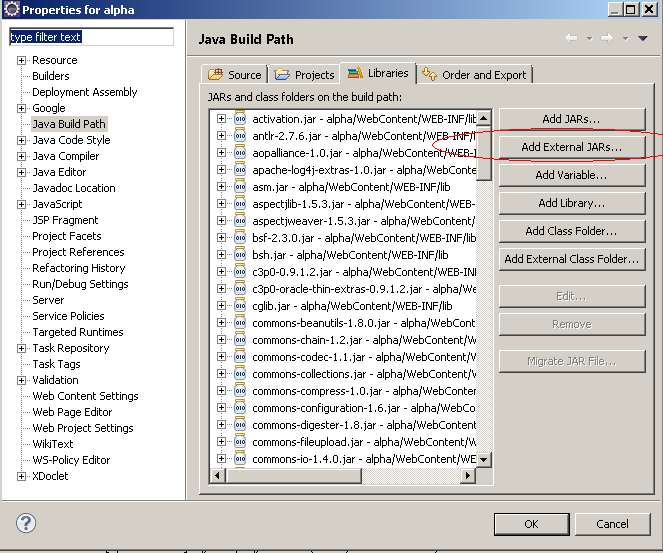 Properties for alpha
type filter text
Java Build Path
Resource
Builders
Deployment Assembly
Google
Java Build Path
Java Code Style
Java Compiler
Java Editor
Javadoc Location
JavaScript
JSP Fragment
Project Facets
Project References
Refactoring History
Run/Debug Settings
Server
Service Policies
Targeted Runtimes
Task Repository
Task Tags
Validation
Web Content Settings
Web Page Editor
Web Project Settings
WikiText
WS-Policy Editor
XDoclet
Source Projects Libraries Order and Export
JARs and class folders on the build path:
activation.jar - alpha/WebContent/WEB-INF/lib
antlr-2.7.6.jar - alpha/WebContent/WEB-INF/l
aopalliance-1.0.jar - alpha/WebContent/WEB-I
apache-log4j-extras-1.0.jar - alpha/WebConte
asm.jar - alpha/WebContent/WEB-INF/lib
aspectjlib-1.5.3.jar - alpha/WebContent/WEB-
aspectjweaver-1.5.3.jar - alpha/WebContent/
bsf-2.3.0.jar - alpha/WebContent/WEB-INF/lib
bsh.jar - alpha/WebContent/WEB-INF/lib
c3p0-0.9.1.2.jar - alpha/WebContent/WEB-INF
c3p0-oracle-thin-extras-0.9.1.2.jar - alpha/W
cglib.jar - alpha/WebContent/WEB-INF/lib
commons-beanutils-1.8.0.jar - alpha/WebCont
commons-chain-1.2.jar - alpha/WebContent/W
commons-codec-1.1.jar - alpha/WebContent/W
commons-collections.jar - alpha/WebContent/
commons-compress-1.0.jar - alpha/WebConte
commons-configuration-1.6.jar - alpha/WebCo
commons-digester-1.8.jar - alpha/WebConten
commons-fileupload.jar - alpha/WebContent/W
commons-io-1.4.0.jar - alpha/WebContent/WE
Add JARs...
Add External JARs...
Add Variable...
Add Library...
Add Class Folder...
Add External Class Folder...
Edit...
Remove
Migrate JAR File...
?
OK Cancel